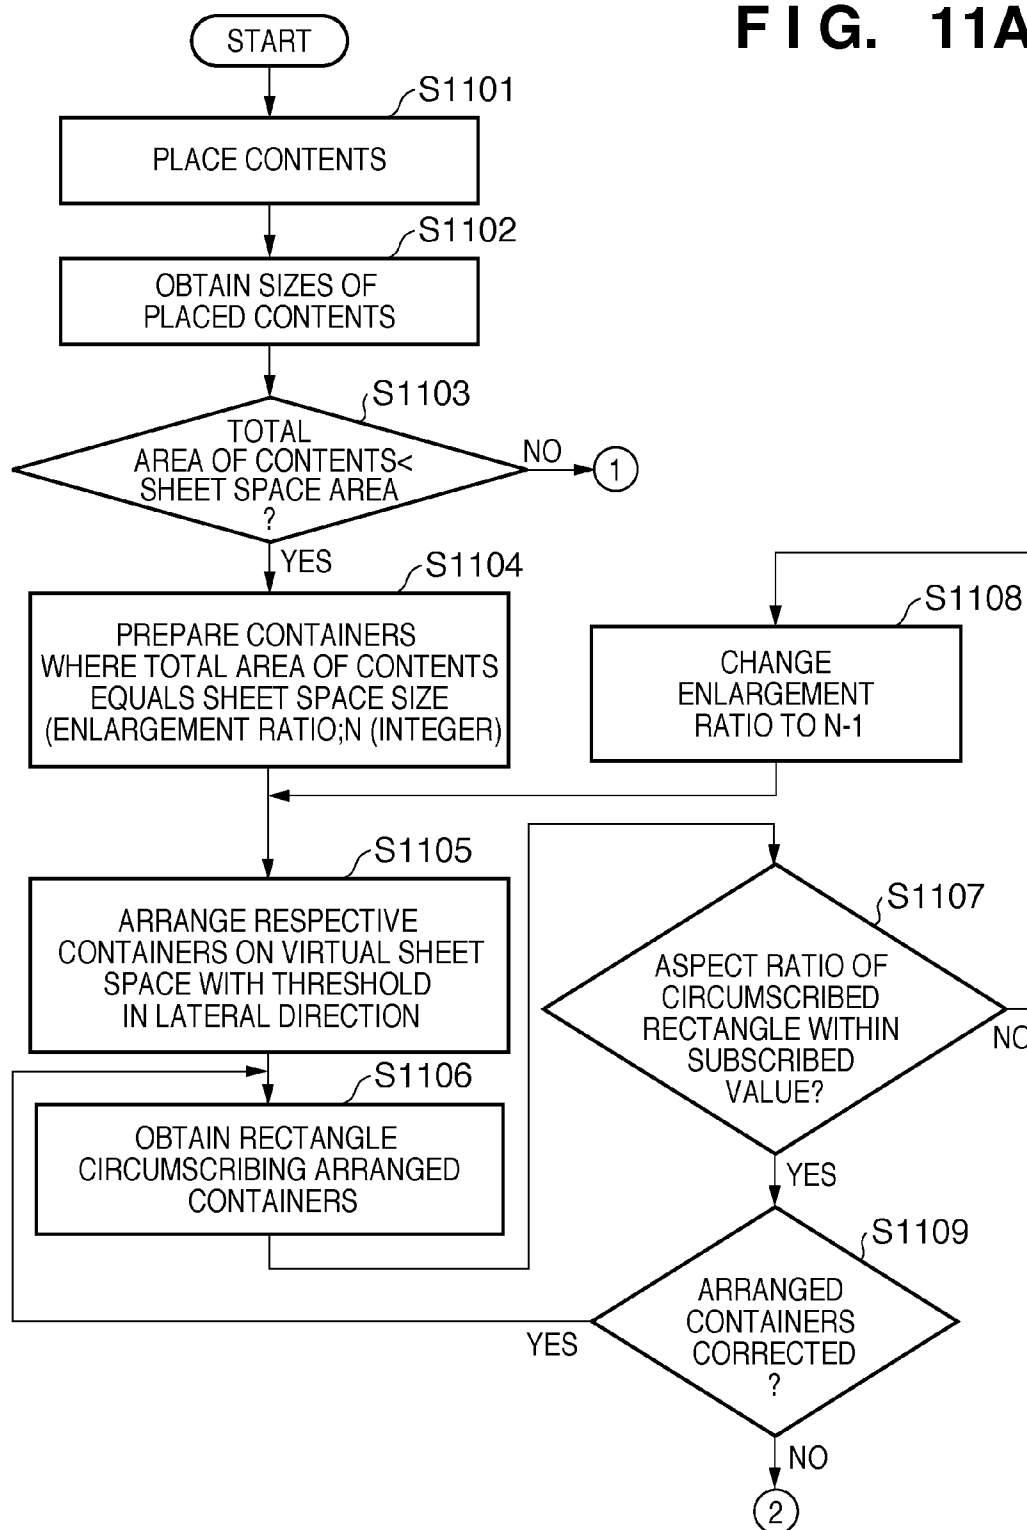 FIG. 11A
START
S1101
PLACE CONTENTS
S1102
OBTAIN SIZES OF
PLACED CONTENTS
S1103
TOTAL
AREA OF CONTENTS<
SHEET SPACE AREA
?
NO
1
YES
S1104
PREPARE CONTAINERS
WHERE TOTAL AREA OF CONTENTS
EQUALS SHEET SPACE SIZE
(ENLARGEMENT RATIO;N (INTEGER)
S1108
CHANGE
ENLARGEMENT
RATIO TO N-1
S1105
ARRANGE RESPECTIVE
CONTAINERS ON VIRTUAL SHEET
SPACE WITH THRESHOLD
IN LATERAL DIRECTION
S1106
OBTAIN RECTANGLE
CIRCUMSCRIBING ARRANGED
CONTAINERS
S1107
ASPECT RATIO OF
CIRCUMSCRIBED
RECTANGLE WITHIN
SUBSCRIBED
VALUE?
NO
YES
S1109
ARRANGED
CONTAINERS
CORRECTED
?
YES
NO
2